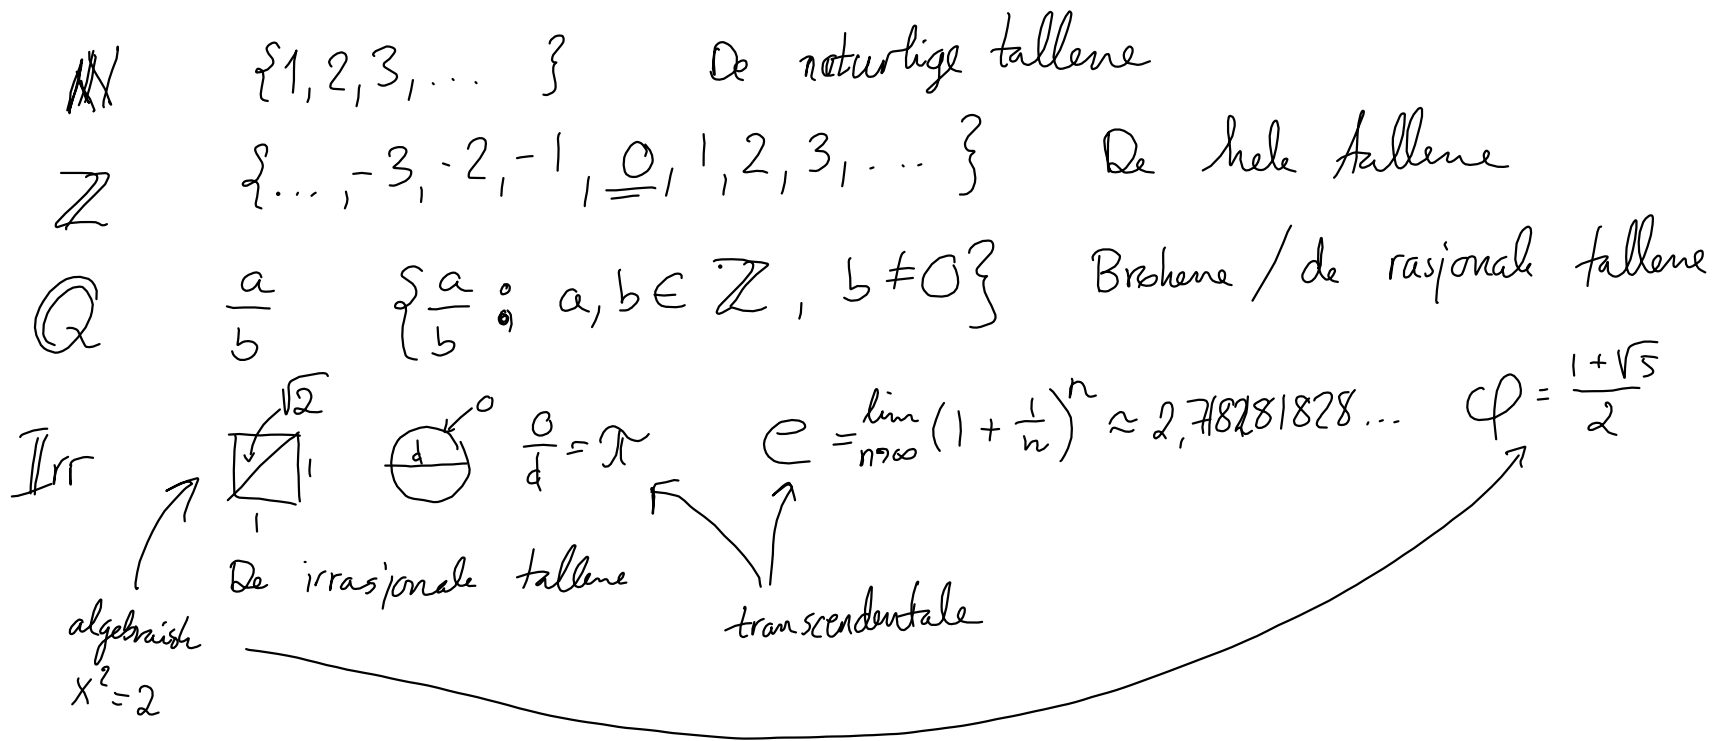 ℕ {1, 2, 3, ... } De naturlige tallene
ℤ {..., -3, -2, -1, 0, 1, 2, 3, ... } De hele tallene
ℚ a/b {a/b ; a, b ∈ ℤ, b ≠ 0} Brøkene / de rasjonale tallene
√2 O φ = (1+√5)/2
𝕀rr d 1 O/d = π e = lim n→∞ (1 + 1/n)^n ≈ 2,718281828...
1
De irrasjonale tallene
algebraisk transcendentale
x² = 2